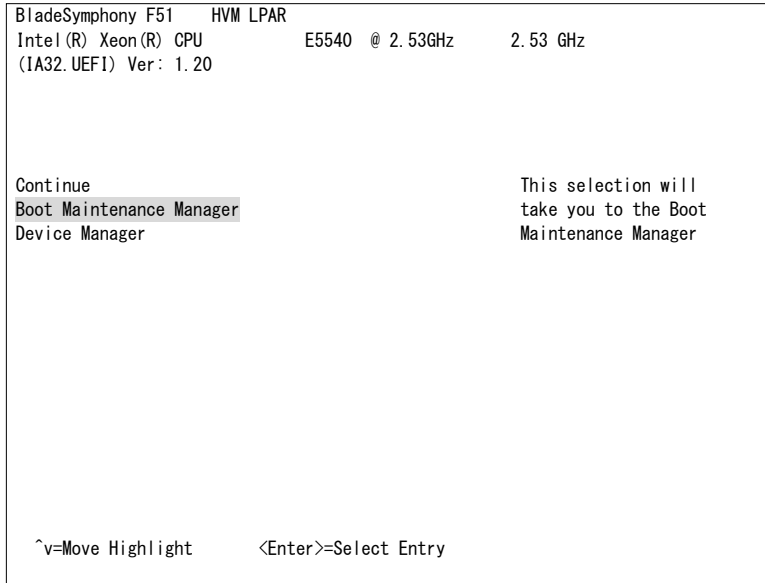 BladeSymphony F51 HVM LPAR
Intel(R) Xeon(R) CPU E5540 @ 2.53GHz 2.53 GHz
(IA32.UEFI) Ver: 1.20
Continue This selection will
Boot Maintenance Manager take you to the Boot
Device Manager Maintenance Manager
^v=Move Highlight <Enter>=Select Entry